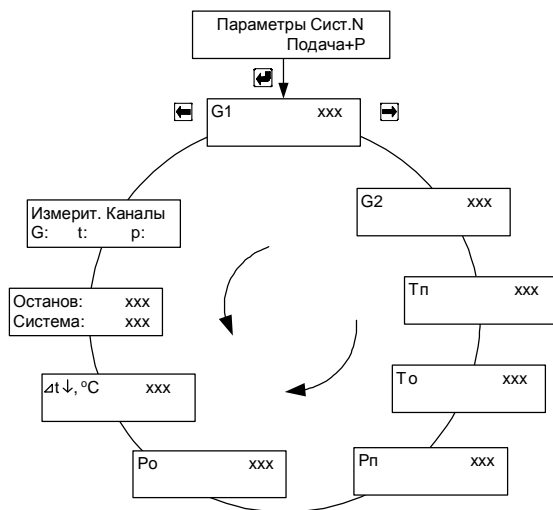 Параметры Сист.N
Подача+Р
G1 xxx
G2 xxx
Тп xxx
То xxx
Рп xxx
Ро xxx
⊿t↓, °C xxx
Останов: xxx
Система: xxx
Измерит. Каналы
G: t: p: